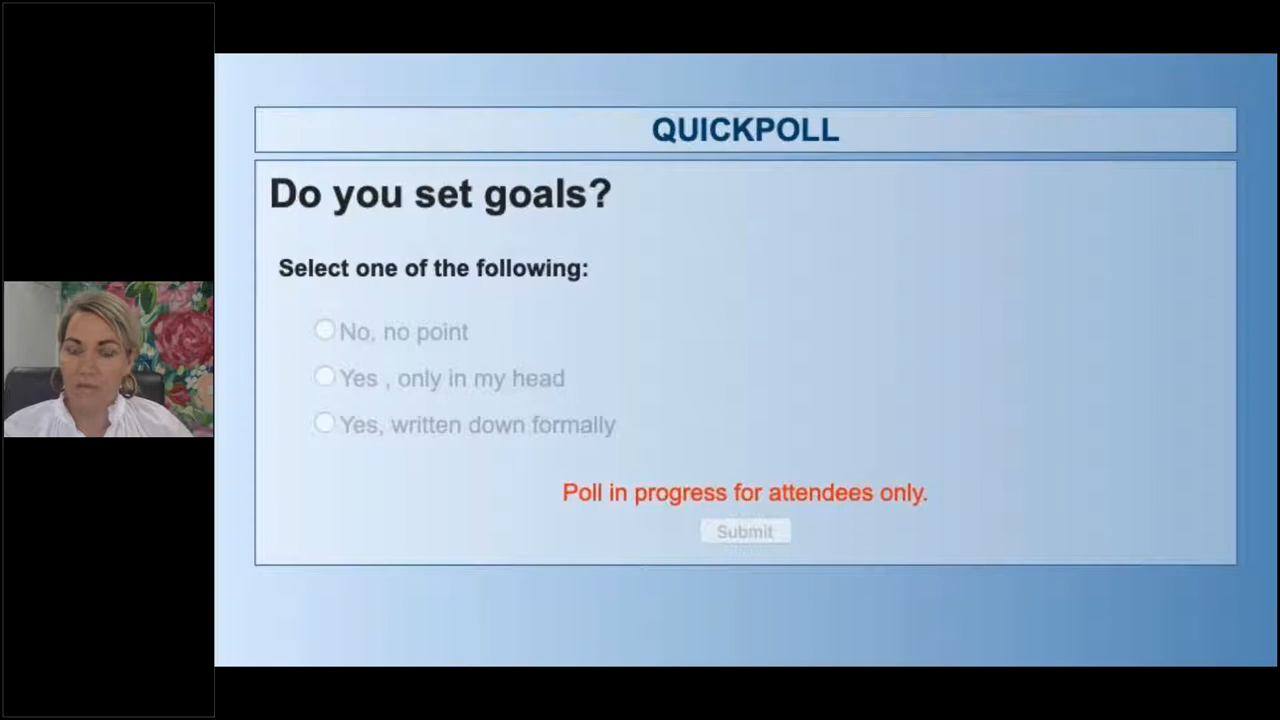 QUICKPOLL
Do you set goals?
Select one of the following:
No, no point
Yes , only in my head
Yes, written down formally
Poll in progress for attendees only.
Submit